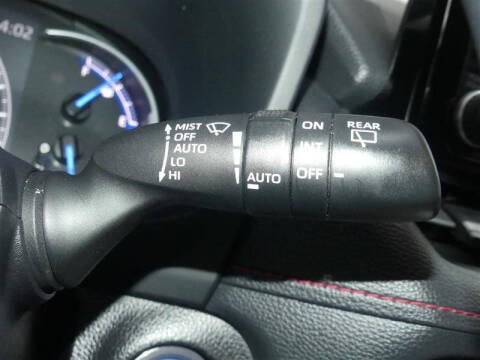 4:02
F
MIST
OFF
AUTO
LO
HI
AUTO
ON
INT
OFF
REAR